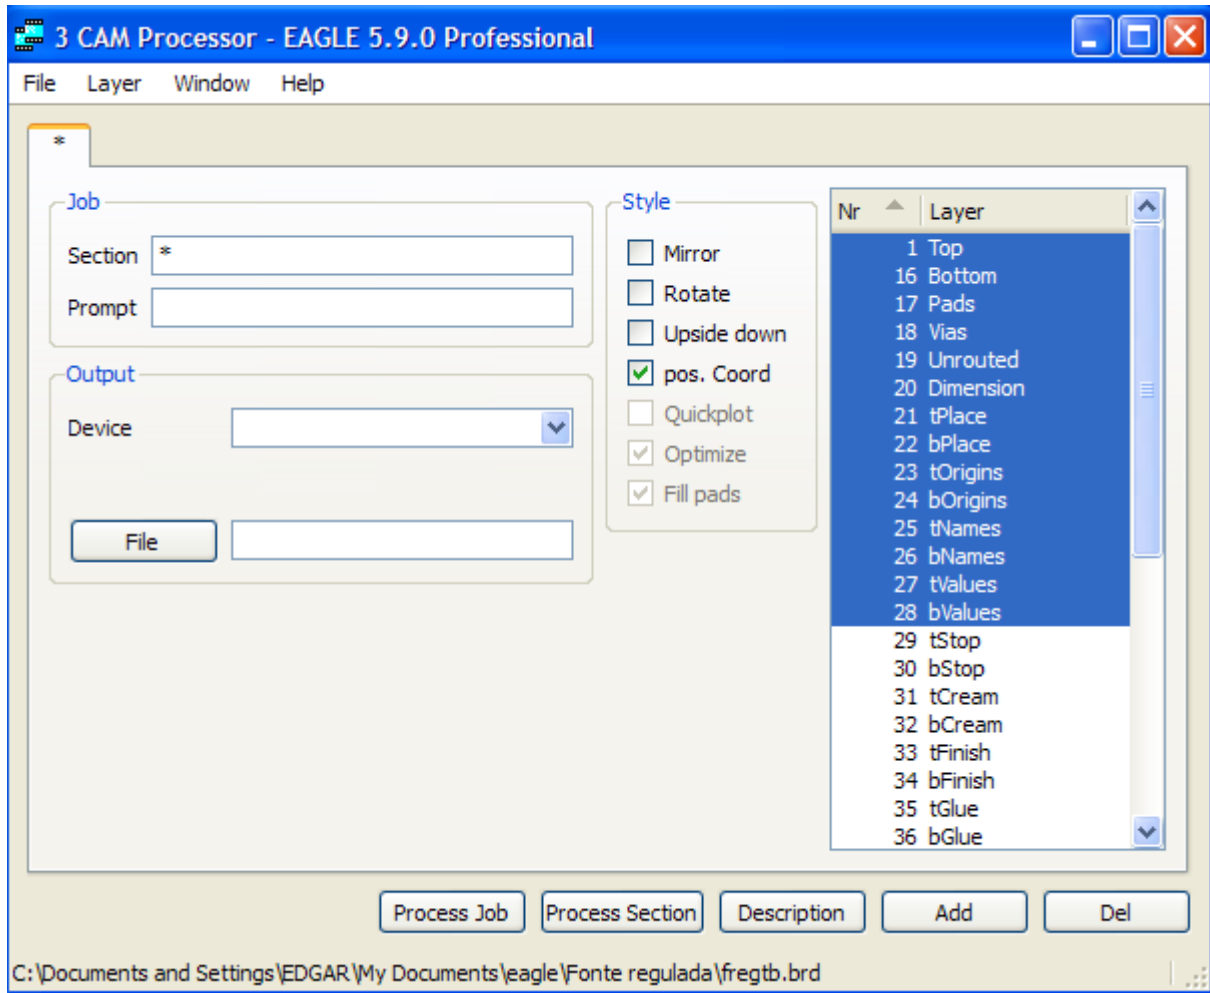 3 CAM Processor - EAGLE 5.9.0 Professional
File Layer Window Help
*
Job
Section *
Prompt
Output
Device
File
Style
Mirror
Rotate
Upside down
pos. Coord
Quickplot
Optimize
Fill pads
Nr Layer
1 Top
16 Bottom
17 Pads
18 Vias
19 Unrouted
20 Dimension
21 tPlace
22 bPlace
23 tOrigins
24 bOrigins
25 tNames
26 bNames
27 tValues
28 bValues
29 tStop
30 bStop
31 tCream
32 bCream
33 tFinish
34 bFinish
35 tGlue
36 bGlue
Process Job Process Section Description Add Del
C:\Documents and Settings\EDGAR\My Documents\eagle\Fonte regulada\fregtb.brd